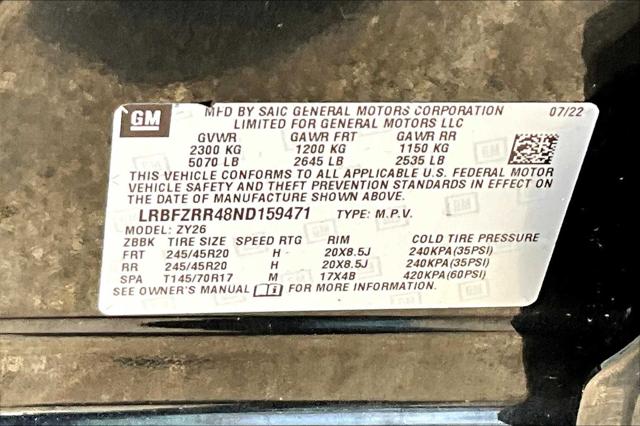 GM
MFD BY SAIC GENERAL MOTORS CORPORATION 07/22
LIMITED FOR GENERAL MOTORS LLC
GVWR GAWR FRT GAWR RR
2300 KG 1200 KG 1150 KG
5070 LB 2645 LB 2535 LB
THIS VEHICLE CONFORMS TO ALL APPLICABLE U.S. FEDERAL MOTOR
VEHICLE SAFETY AND THEFT PREVENTION STANDARDS IN EFFECT ON
THE DATE OF MANUFACTURE SHOWN ABOVE.
LRBFZRR48ND159471 TYPE: M.P.V.
MODEL: ZY26
ZBBK TIRE SIZE SPEED RTG RIM COLD TIRE PRESSURE
FRT 245/45R20 H 20X8.5J 240KPA(35PSI)
RR 245/45R20 H 20X8.5J 240KPA(35PSI)
SPA T145/70R17 M 17X4B 420KPA(60PSI)
SEE OWNER'S MANUAL FOR MORE INFORMATION.